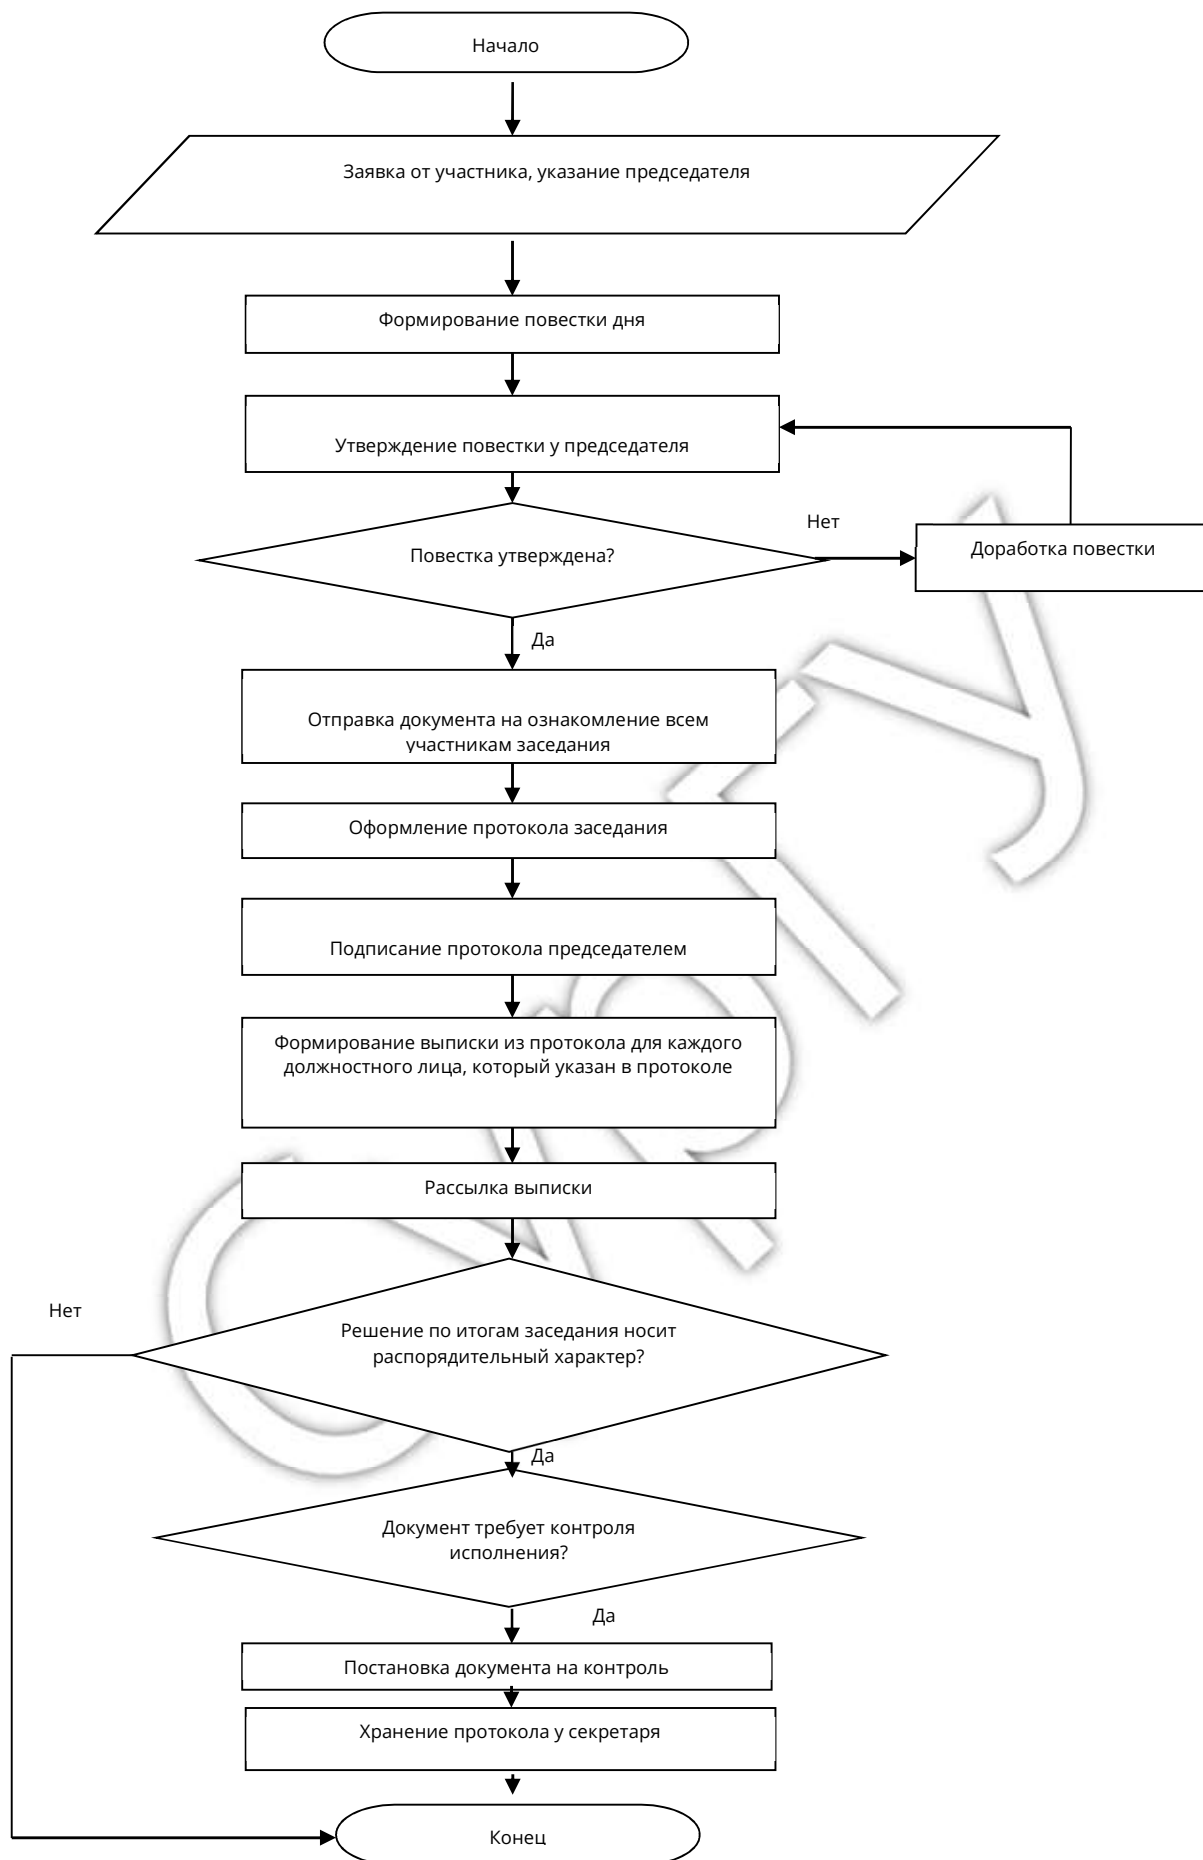 Начало
Заявка от участника, указание председателя
Формирование повестки дня
Утверждение повестки у председателя
Нет
Повестка утверждена?
Доработка повестки
Да
Отправка документа на ознакомление всем
участникам заседания
Оформление протокола заседания
Подписание протокола председателем
Формирование выписки из протокола для каждого
должностного лица, который указан в протоколе
Рассылка выписки
Нет
Решение по итогам заседания носит
распорядительный характер?
Да
Документ требует контроля
исполнения?
Да
Постановка документа на контроль
Хранение протокола у секретаря
Конец